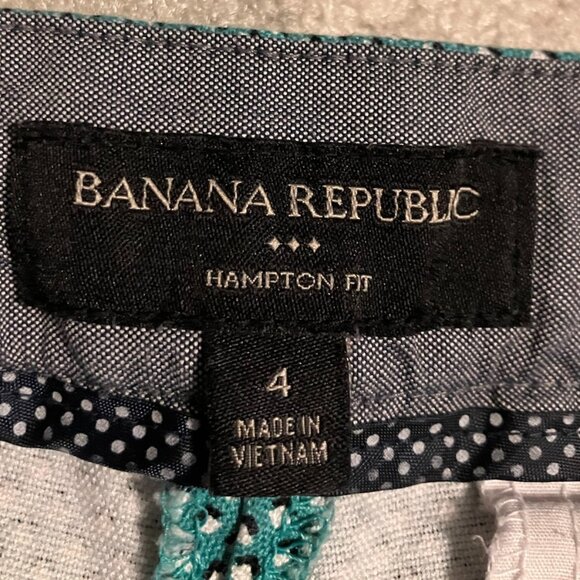 BANANA REPUBLIC
HAMPTON FIT
4
MADE IN
VIETNAM